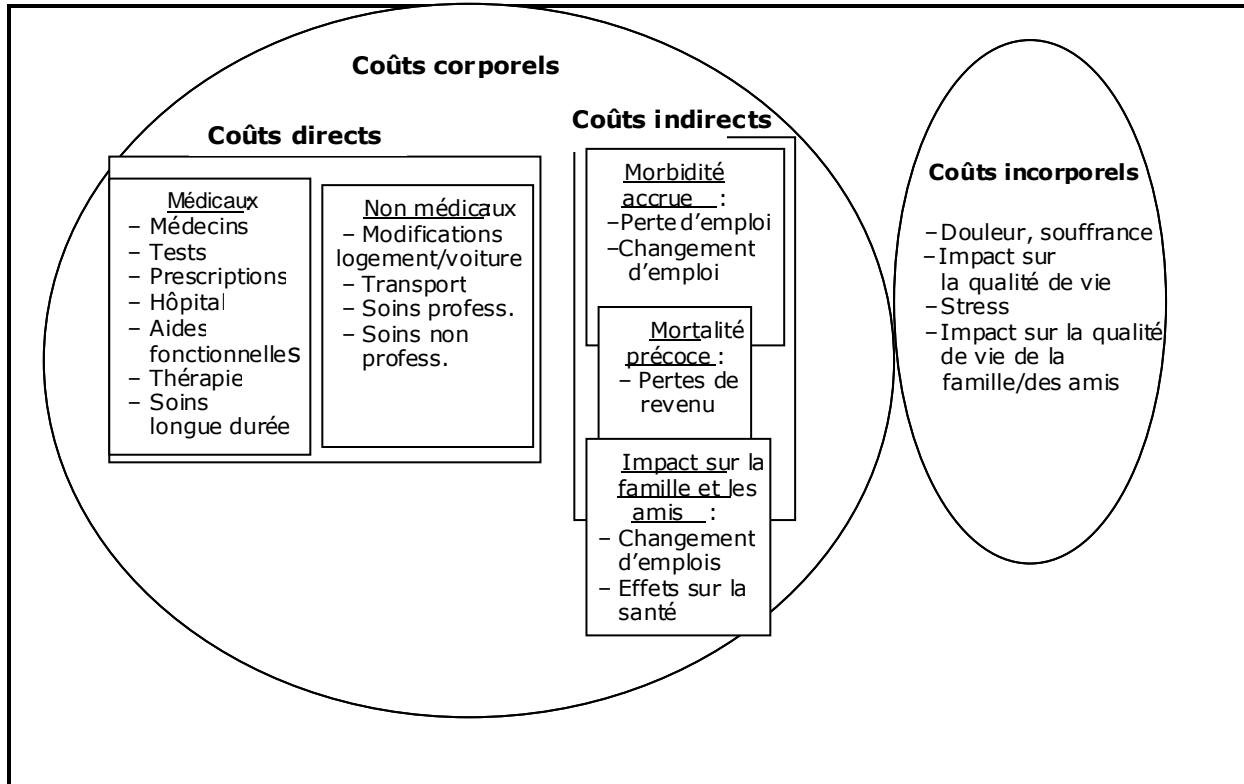 Coûts corporels
Coûts directs
Médicaux:
– Médecins
– Tests
– Prescriptions
– Hôpital
– Aides
fonctionnelles
– Thérapie
– Soins
longue durée
Non médicaux:
– Modifications
logement/voiture
– Transport
– Soins profess.
– Soins non
profess.
Coûts indirects
Morbidité
accrue :
– Perte d'emploi
– Changement
d'emploi
Mortalité
précoce :
– Pertes de
revenu
Impact sur la
famille et les
amis :
– Changement
d'emplois
– Effets sur la
santé
Coûts incorporels
– Douleur, souffrance
– Impact sur
la qualité de vie
– Stress
– Impact sur la qualité
de vie de la
famille/des amis